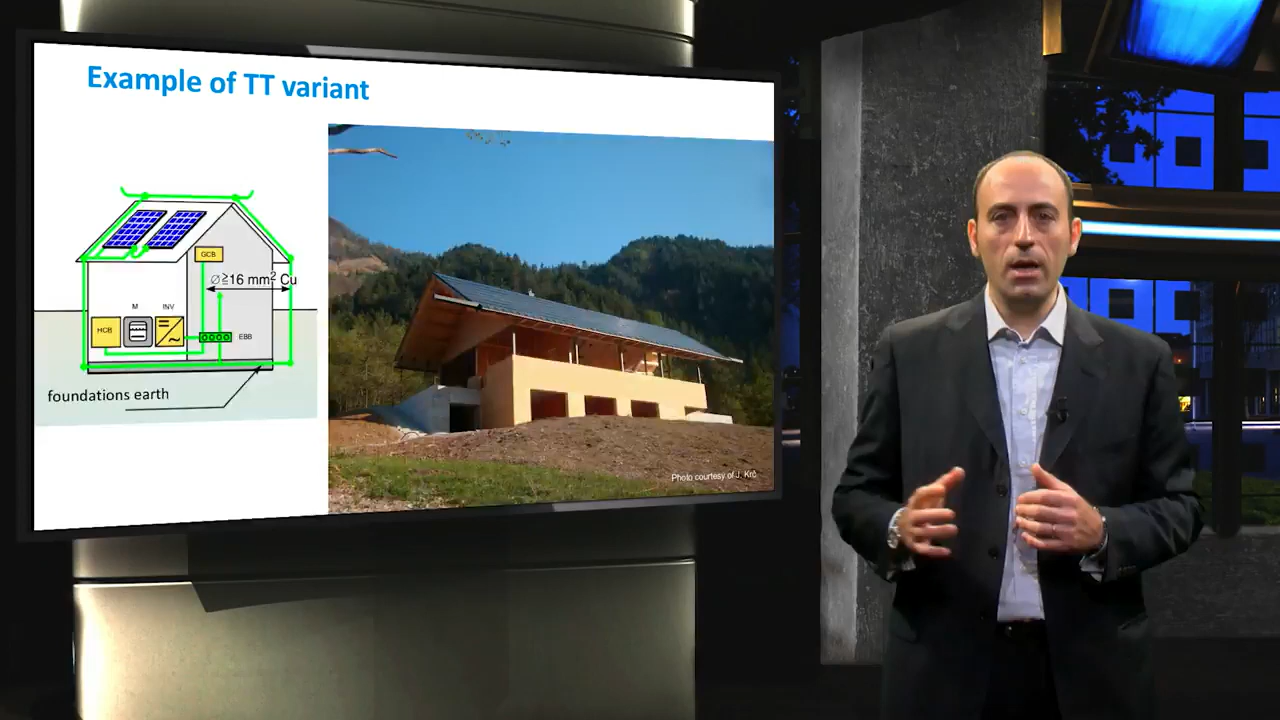 Example of TT variant
GCB
Ø≧16 mm² Cu
M
INV
HCB
EBB
foundations earth
Photo courtesy of J. Krč